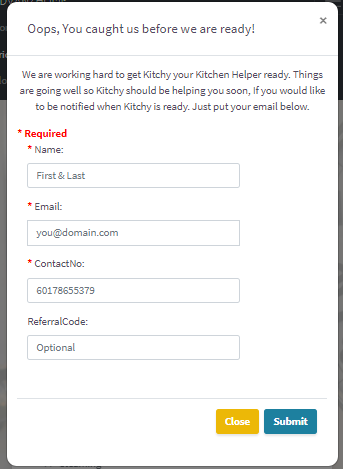 Oops, You caught us before we are ready!
×
We are working hard to get Kitchy your Kitchen Helper ready. Things
are going well so Kitchy should be helping you soon, If you would like
to be notified when Kitchy is ready. Just put your email below.
* Required
* Name:
First & Last
* Email:
you@domain.com
* ContactNo:
60178655379
ReferralCode:
Optional
Close
Submit